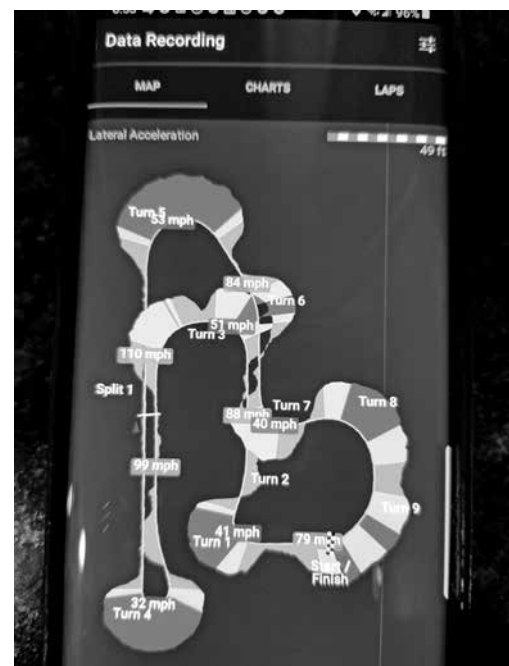 96%
Data Recording
MAP
CHARTS
LAPS
Lateral Acceleration
49 ft
Turn 5
53 mph
84 mph
Turn 6
51 mph
Turn 3
110 mph
Split 1
Turn 7
Turn 8
88 mph
40 mph
99 mph
Turn 2
Turn 9
41 mph
79 mph
Turn 1
Start /
Finish
32 mph
Turn 4